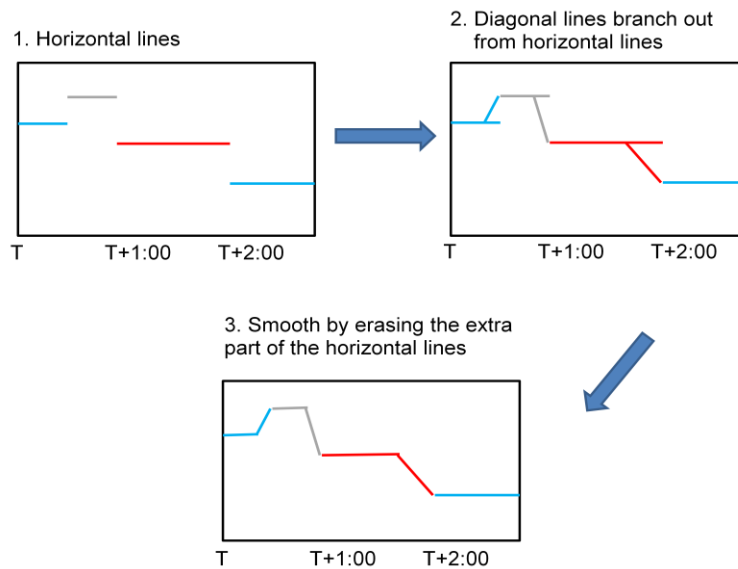 1. Horizontal lines
2. Diagonal lines branch out
from horizontal lines
T T+1:00 T+2:00
T T+1:00 T+2:00
3. Smooth by erasing the extra
part of the horizontal lines
T T+1:00 T+2:00